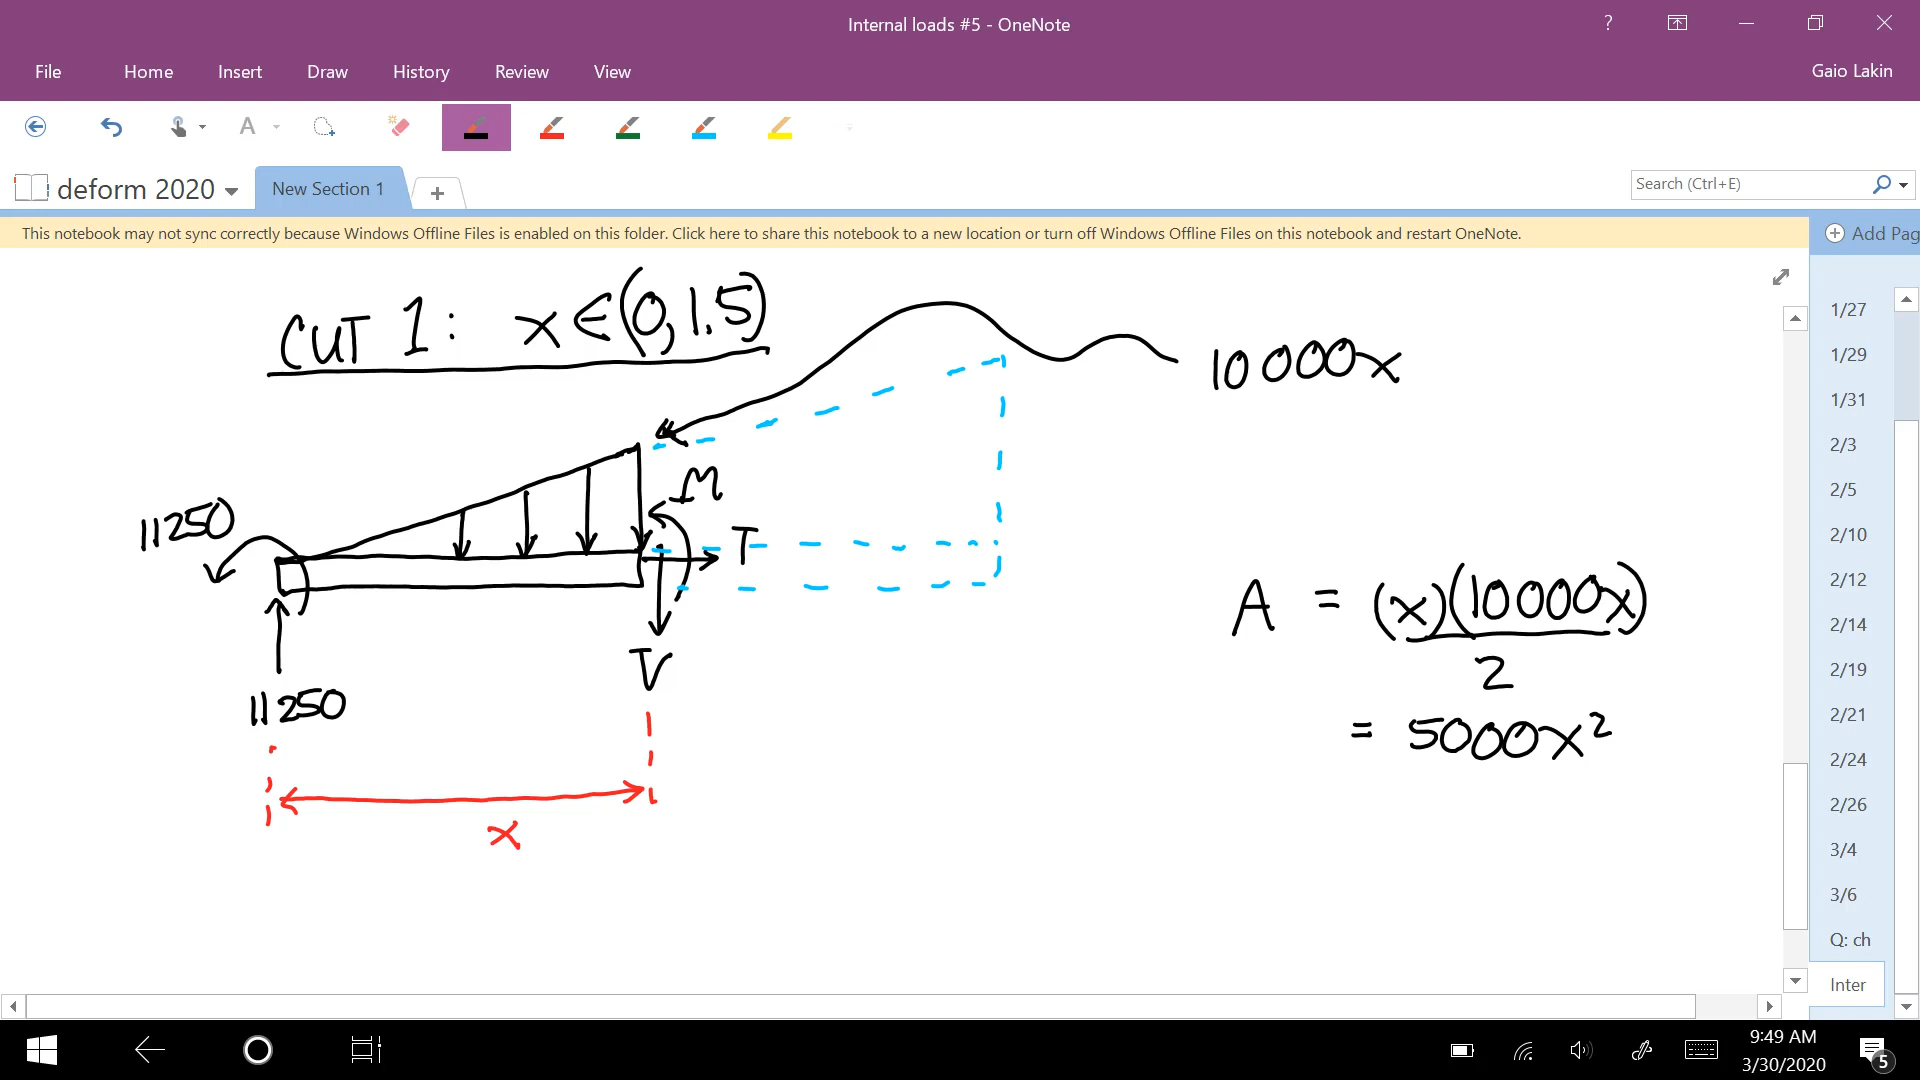 Internal loads #5 - OneNote
?
File Home Insert Draw History Review View
Gaio Lakin
A
deform 2020
New Section 1
+
Search (Ctrl+E)
This notebook may not sync correctly because Windows Offline Files is enabled on this folder. Click here to share this notebook to a new location or turn off Windows Offline Files on this notebook and restart OneNote.
Add Pag
CUT 1: x∈(0,1.5)
10000x
M
11250
T
V
11250
x
A = (x)(10000x)
2
= 5000x²
1/27
1/29
1/31
2/3
2/5
2/10
2/12
2/14
2/19
2/21
2/24
2/26
3/4
3/6
Q: ch
Inter
9:49 AM
3/30/2020
5